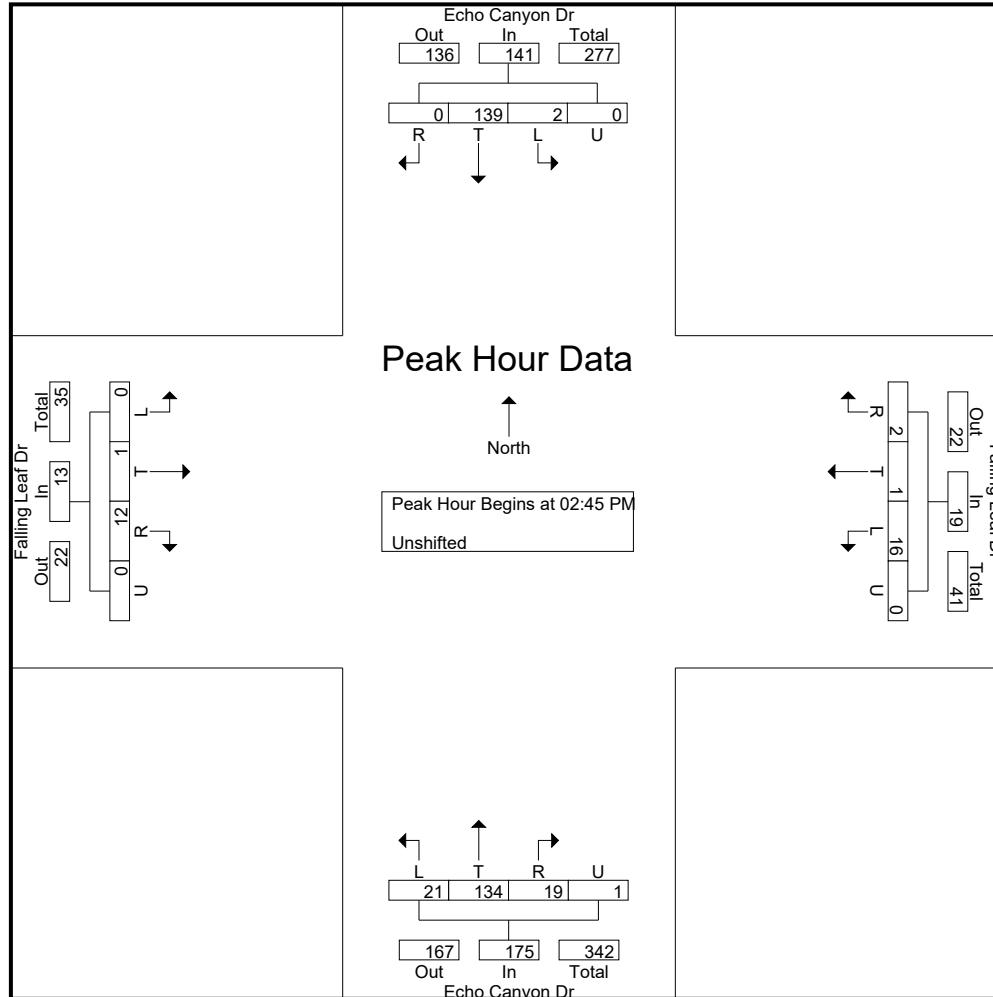 Echo Canyon Dr
Out In Total
136 141 277
0 139 2 0
R T L U
Peak Hour Data
North
Peak Hour Begins at 02:45 PM
Unshifted
Falling Leaf Dr
Total In Out
35 13 22
0 1 12 0
L T R U
R T L U
2 1 16 0
Out In Total
22 19 41
Falling Leaf Dr
L T R U
21 134 19 1
167 175 342
Out In Total
Echo Canyon Dr